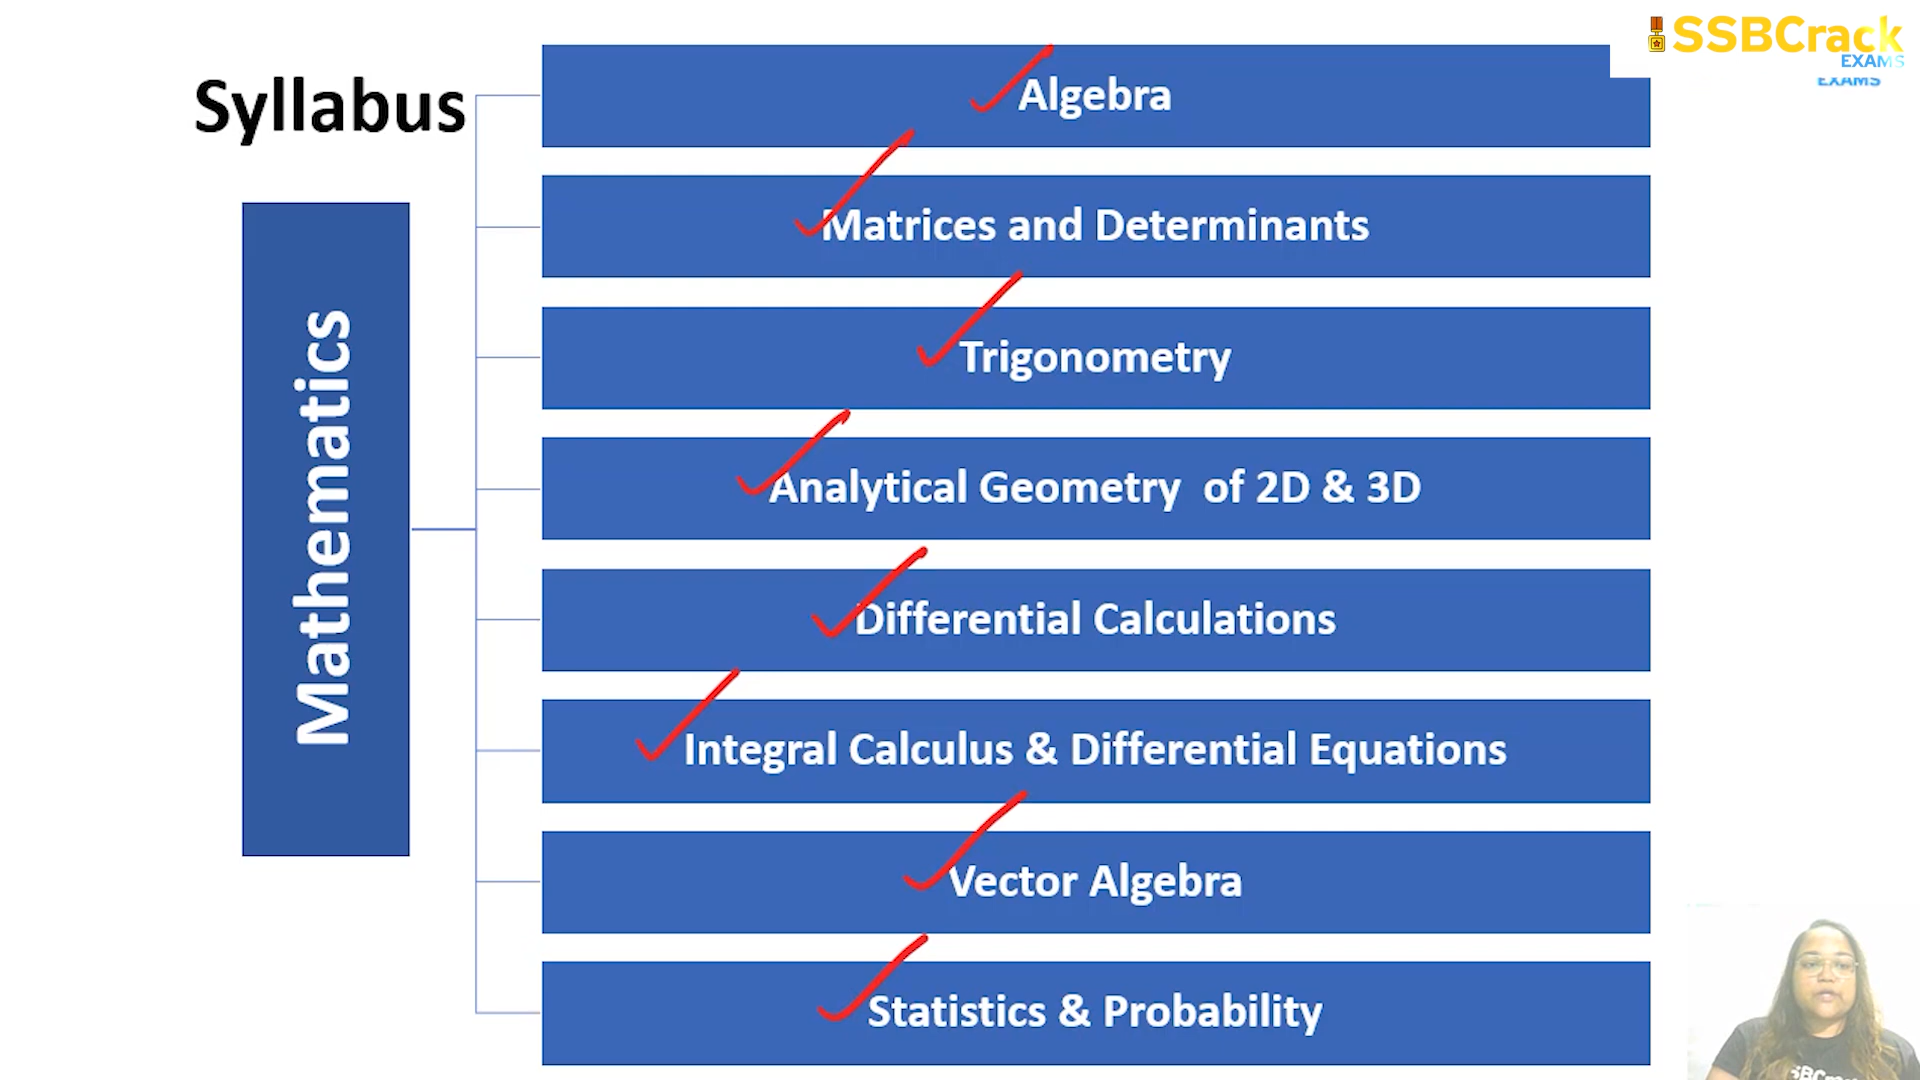 SSBCrack
EXAMS
EXAMS
Syllabus
Mathematics
Algebra
Matrices and Determinants
Trigonometry
Analytical Geometry of 2D & 3D
Differential Calculations
Integral Calculus & Differential Equations
Vector Algebra
Statistics & Probability